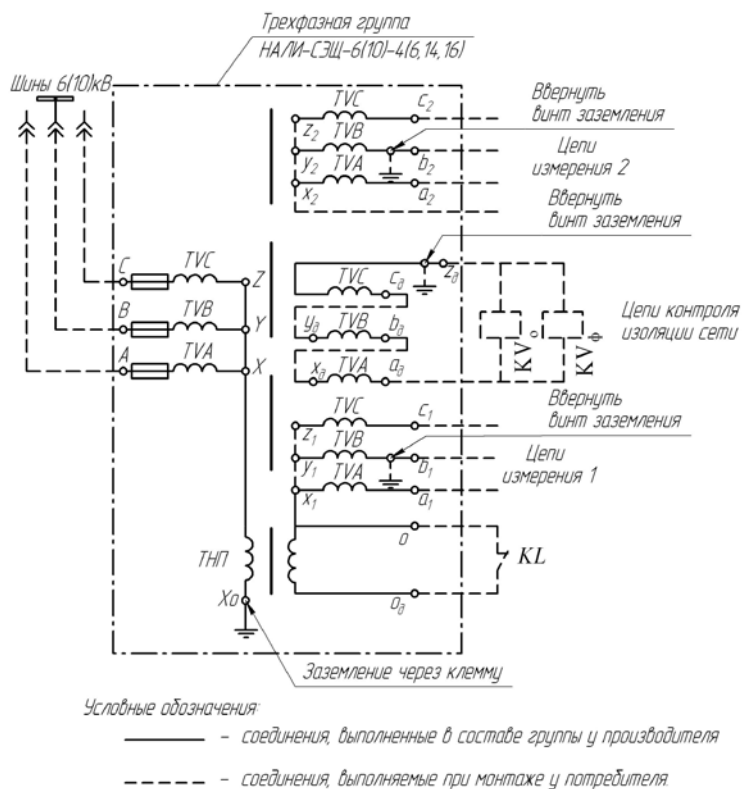 Трехфазная группа
НАЛИ-СЭЩ-6(10)-4(6,14,16)
Шины 6(10)кВ
TVC
c2
z2
TVB
b2
y2
TVA
a2
x2
Ввернуть
винт заземления
Цепи
измерения 2
Ввернуть
винт заземления
C
TVC
Z
B
TVB
Y
A
TVA
X
TVC
cд
zд
yд
TVB
bд
xд
TVA
aд
KVo
KVф
Цепи контроля
изоляции сети
Ввернуть
винт заземления
TVC
c1
z1
TVB
b1
y1
TVA
a1
x1
Цепи
измерения 1
ТНП
Xo
o
oд
KL
Заземление через клемму
Условные обозначения:
- соединения, выполненные в составе группы у производителя
- соединения, выполняемые при монтаже у потребителя.